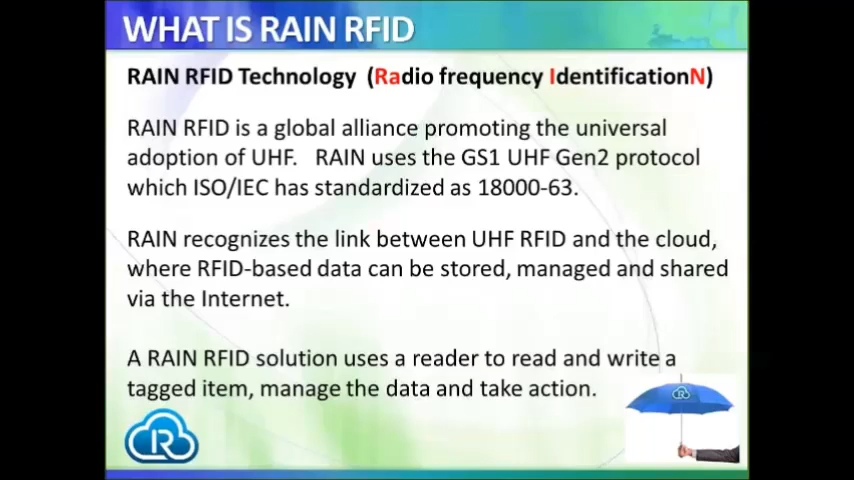 WHAT IS RAIN RFID
RAIN RFID Technology (Radio frequency IdentificationN)
RAIN RFID is a global alliance promoting the universal
adoption of UHF. RAIN uses the GS1 UHF Gen2 protocol
which ISO/IEC has standardized as 18000-63.
RAIN recognizes the link between UHF RFID and the cloud,
where RFID-based data can be stored, managed and shared
via the Internet.
A RAIN RFID solution uses a reader to read and write a
tagged item, manage the data and take action.
R
R